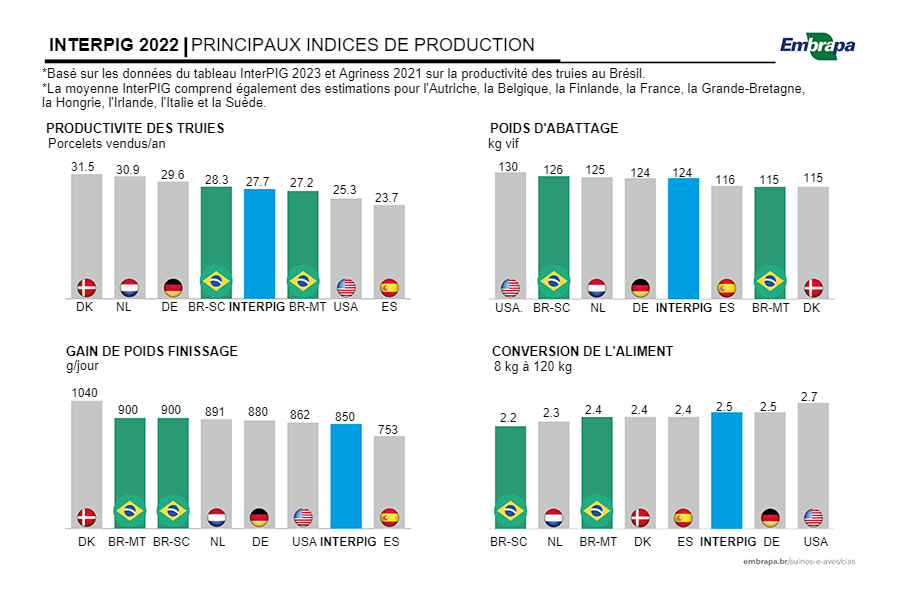 INTERPIG 2022 | PRINCIPAUX INDICES DE PRODUCTION
Embrapa
*Basé sur les données du tableau InterPIG 2023 et Agriness 2021 sur la productivité des truies au Brésil.
*La moyenne InterPIG comprend également des estimations pour l'Autriche, la Belgique, la Finlande, la France, la Grande-Bretagne,
la Hongrie, l'Irlande, l'Italie et la Suède.
PRODUCTIVITE DES TRUIES
Porcelets vendus/an
31.5 30.9 29.6 28.3 27.7 27.2 25.3 23.7
DK NL DE BR-SC INTERPIG BR-MT USA ES
POIDS D'ABATTAGE
kg vif
130 126 125 124 124 116 115 115
USA. BR-SC NL DE INTERPIG ES BR-MT DK
GAIN DE POIDS FINISSAGE
g/jour
1040 900 900 891 880 862 850 753
DK BR-MT BR-SC NL DE USA INTERPIG ES
CONVERSION DE L'ALIMENT
8 kg à 120 kg
2.2 2.3 2.4 2.4 2.4 2.5 2.5 2.7
BR-SC NL BR-MT DK ES INTERPIG DE USA
embrapa.br/suinos-e-aves/cias